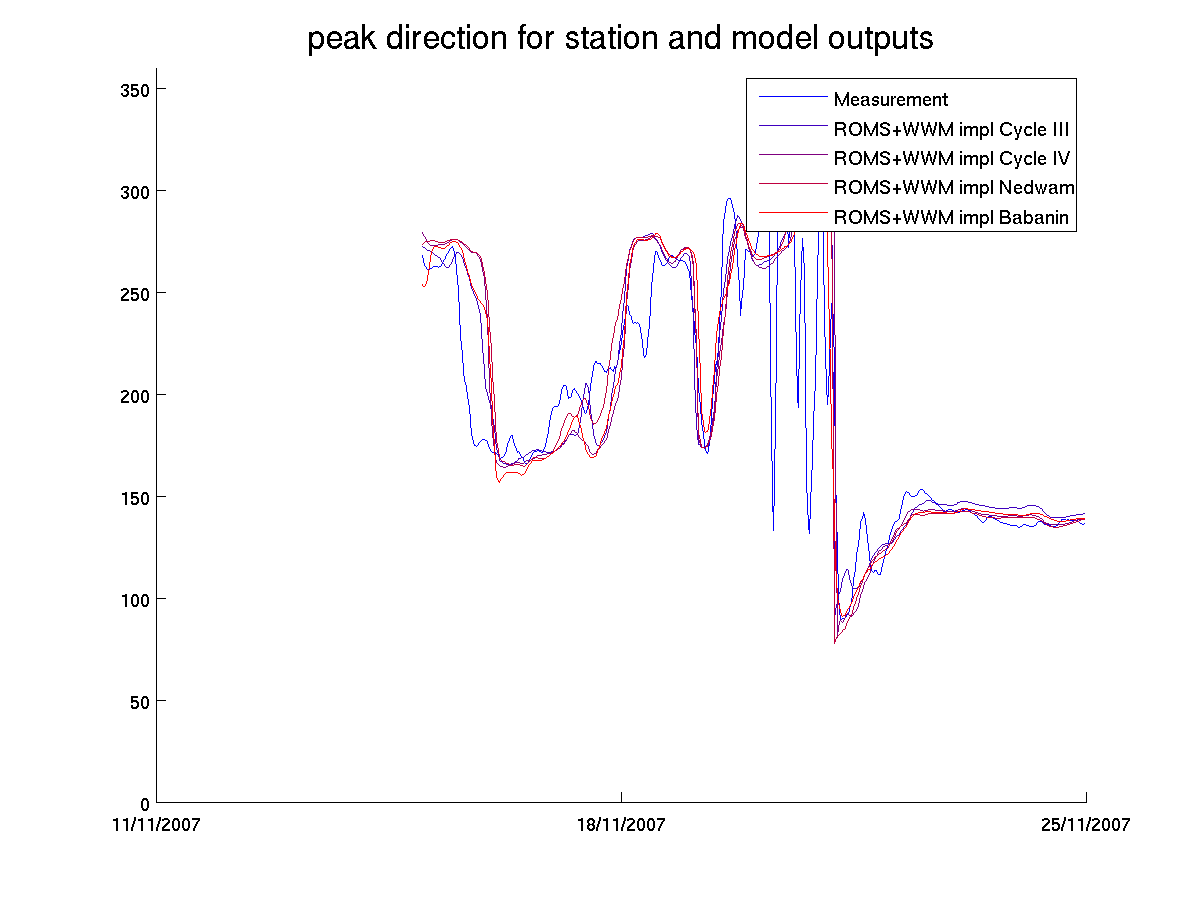 peak direction for station and model outputs
350
300
250
200
150
100
50
0
Measurement
ROMS+WWM impl Cycle III
ROMS+WWM impl Cycle IV
ROMS+WWM impl Nedwam
ROMS+WWM impl Babanin
11/11/2007
18/11/2007
25/11/2007